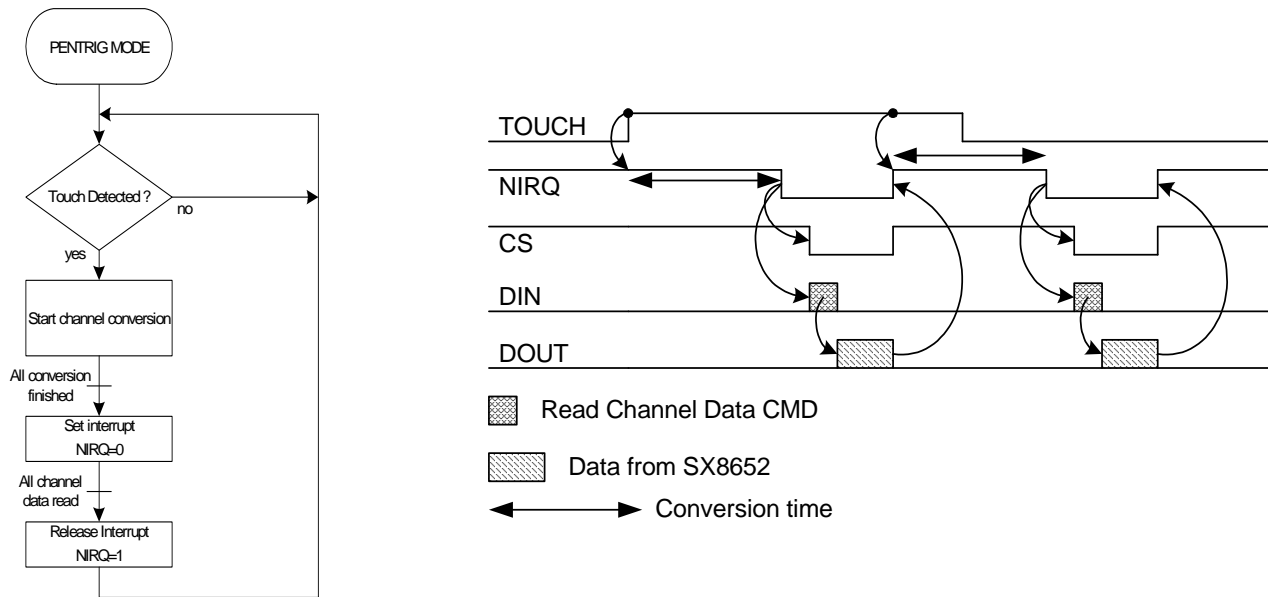 PENTRIG MODE
Touch Detected ?
no
yes
Start channel conversion
All conversion
finished
Set interrupt
NIRQ=0
All channel
data read
Release Interrupt
NIRQ=1
TOUCH
NIRQ
CS
DIN
DOUT
Read Channel Data CMD
Data from SX8652
Conversion time